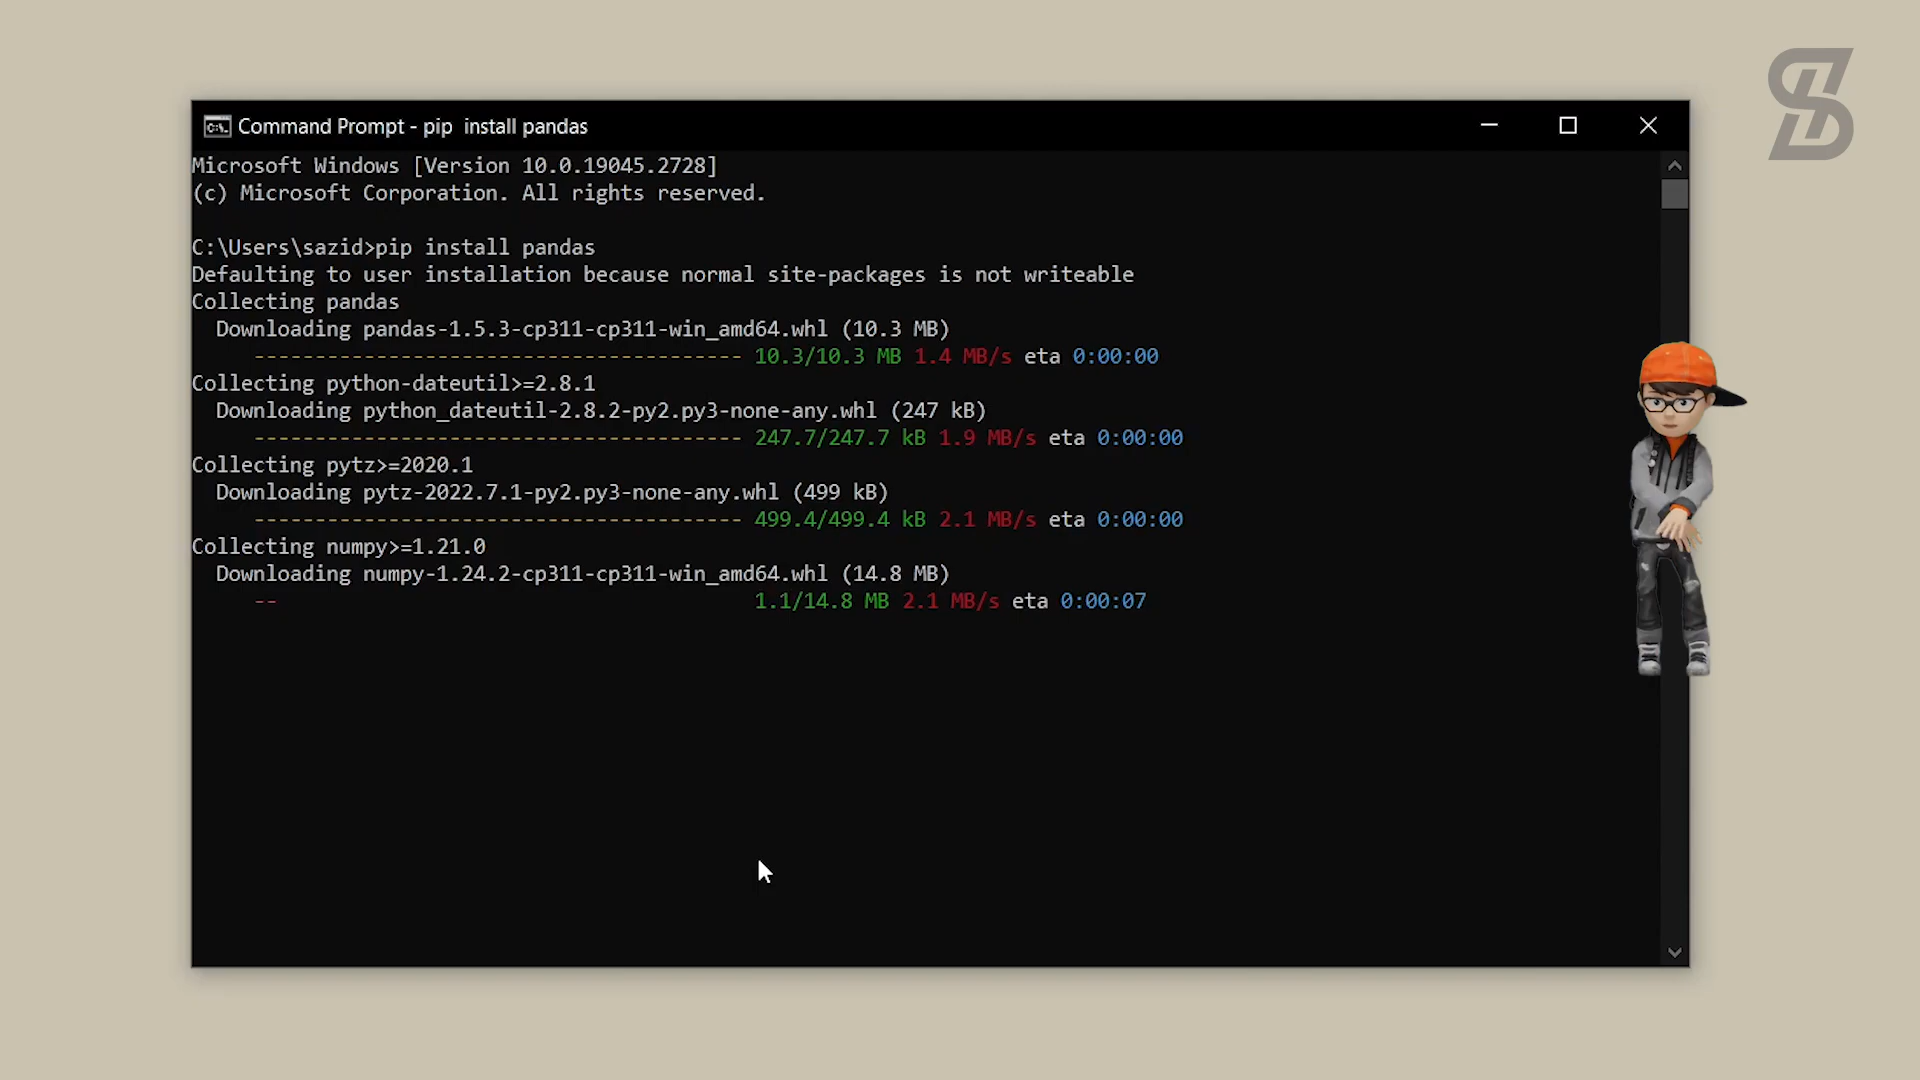 Command Prompt - pip  install pandas
Microsoft Windows [Version 10.0.19045.2728]
(c) Microsoft Corporation. All rights reserved.
C:\Users\sazid>pip install pandas
Defaulting to user installation because normal site-packages is not writeable
Collecting pandas
Downloading pandas-1.5.3-cp311-cp311-win_amd64.whl (10.3 MB)
---------------------------------------- 10.3/10.3 MB 1.4 MB/s eta 0:00:00
Collecting python-dateutil>=2.8.1
Downloading python_dateutil-2.8.2-py2.py3-none-any.whl (247 kB)
---------------------------------------- 247.7/247.7 kB 1.9 MB/s eta 0:00:00
Collecting pytz>=2020.1
Downloading pytz-2022.7.1-py2.py3-none-any.whl (499 kB)
---------------------------------------- 499.4/499.4 kB 2.1 MB/s eta 0:00:00
Collecting numpy>=1.21.0
Downloading numpy-1.24.2-cp311-cp311-win_amd64.whl (14.8 MB)
-- 1.1/14.8 MB 2.1 MB/s eta 0:00:07